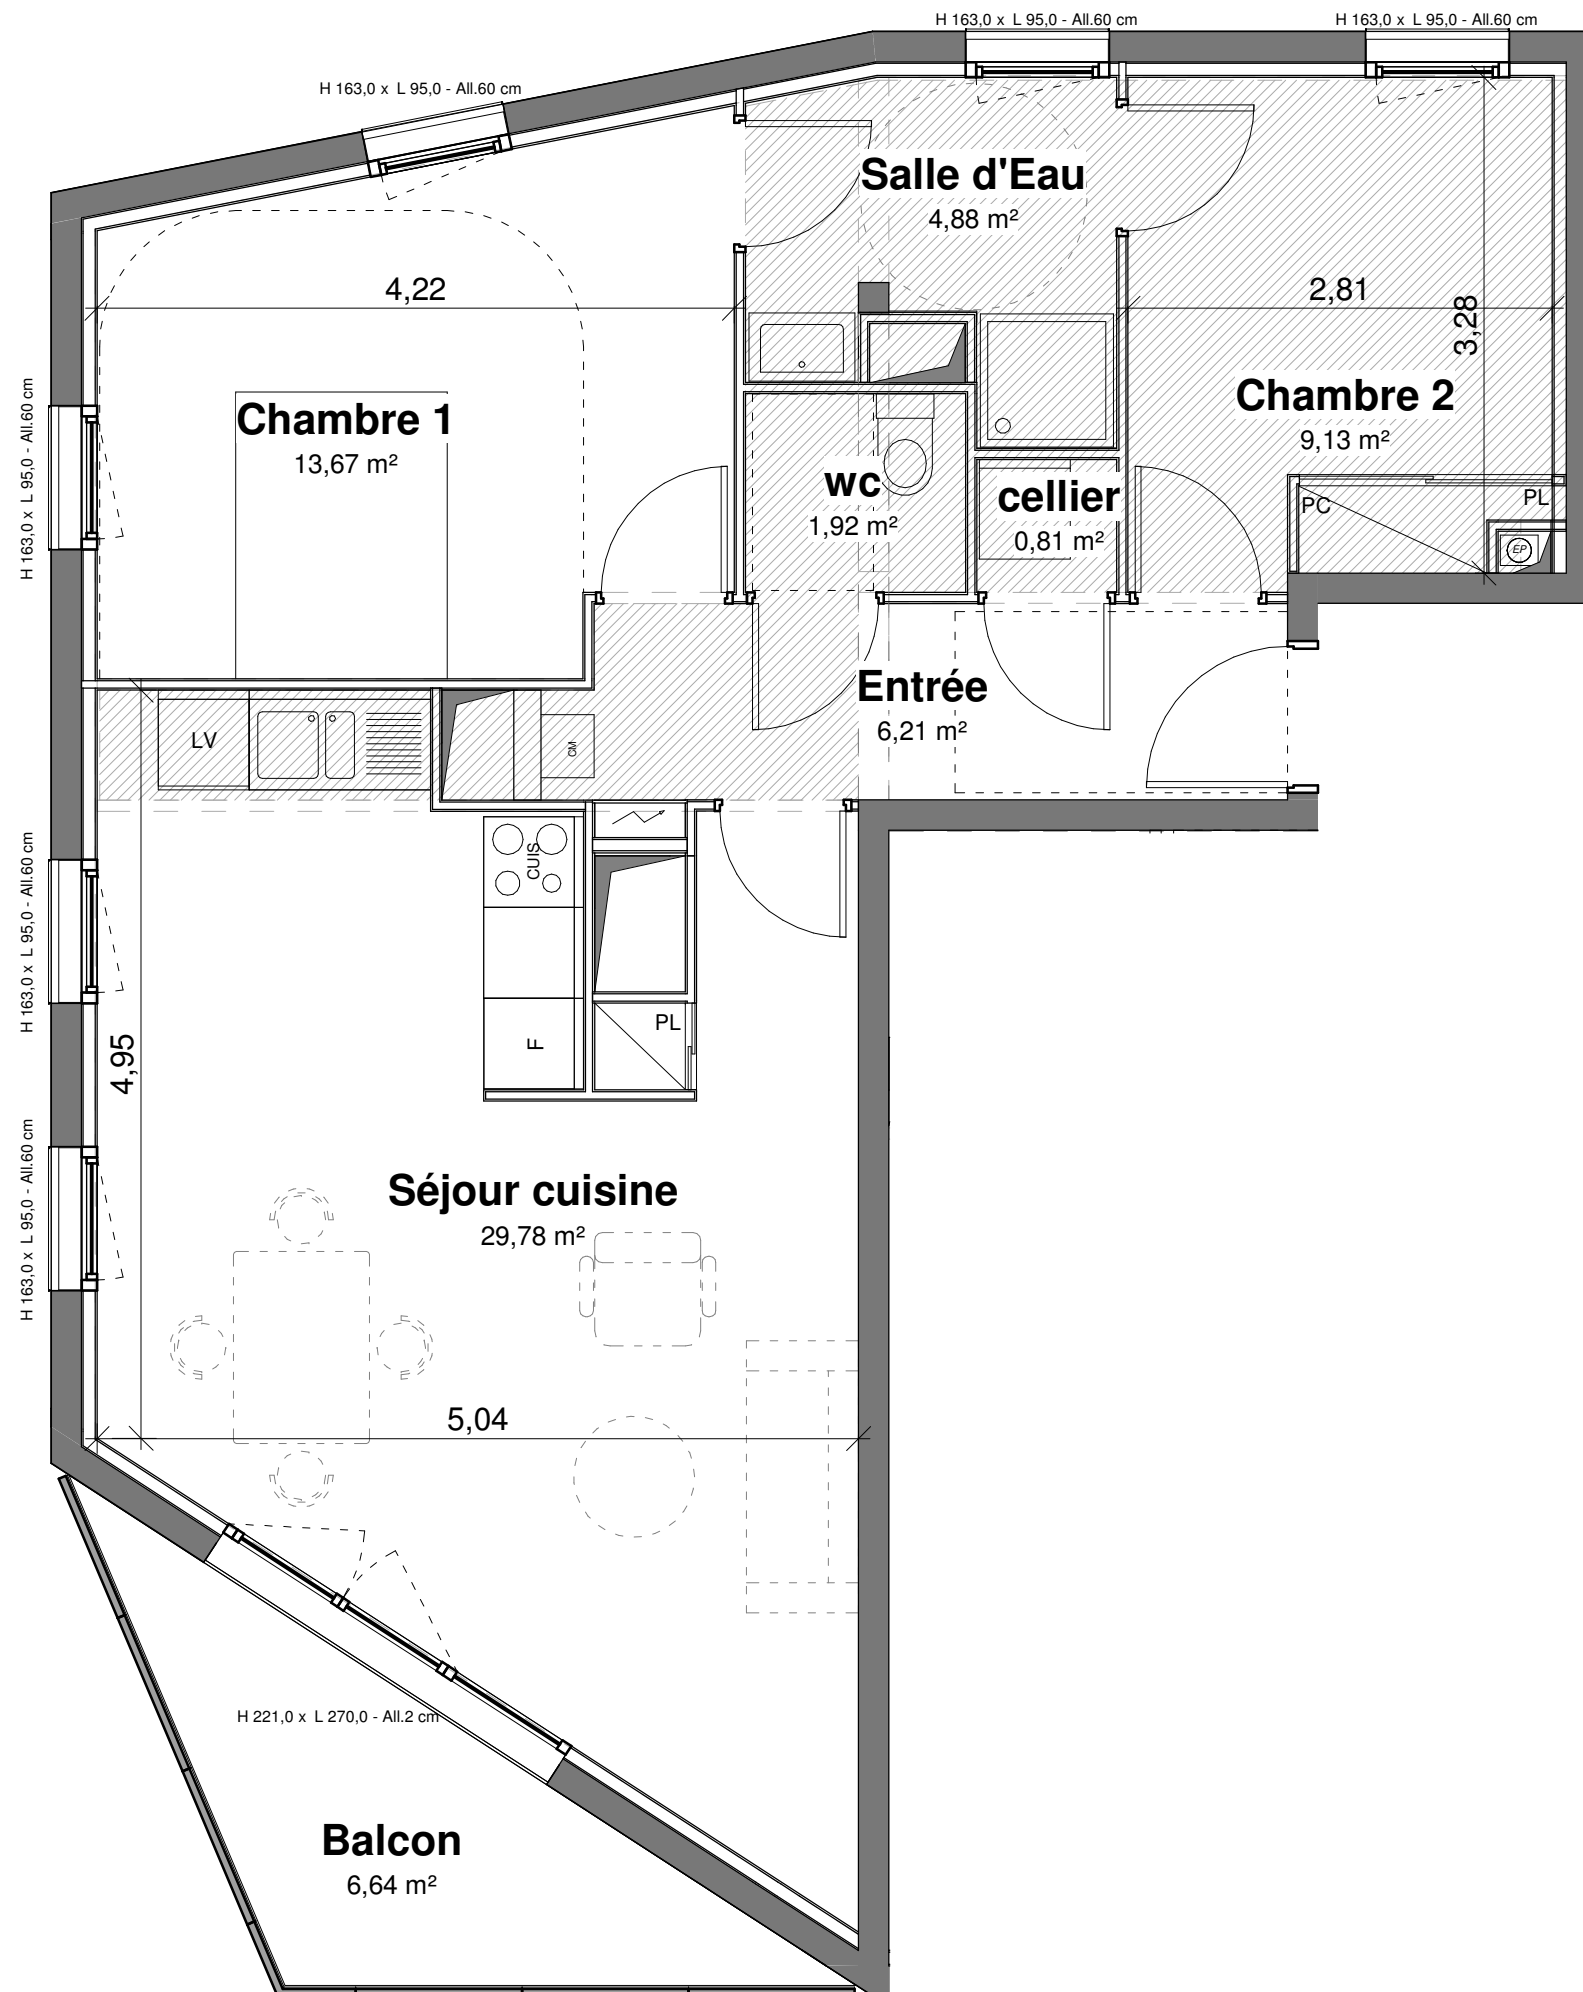 H 163,0 x L 95,0 - All.60 cm
H 163,0 x L 95,0 - All.60 cm
H 163,0 x L 95,0 - All.60 cm
Salle d'Eau
4,88 m²
4,22
2,81
3,28
Chambre 1
13,67 m²
Chambre 2
9,13 m²
H 163,0 x L 95,0 - All.60 cm
wc
1,92 m²
cellier
0,81 m²
PC
PL
EP
Entrée
6,21 m²
LV
CM
CUIS
H 163,0 x L 95,0 - All.60 cm
PL
F
4,95
H 163,0 x L 95,0 - All.60 cm
Séjour cuisine
29,78 m²
5,04
H 221,0 x L 270,0 - All.2 cm
Balcon
6,64 m²